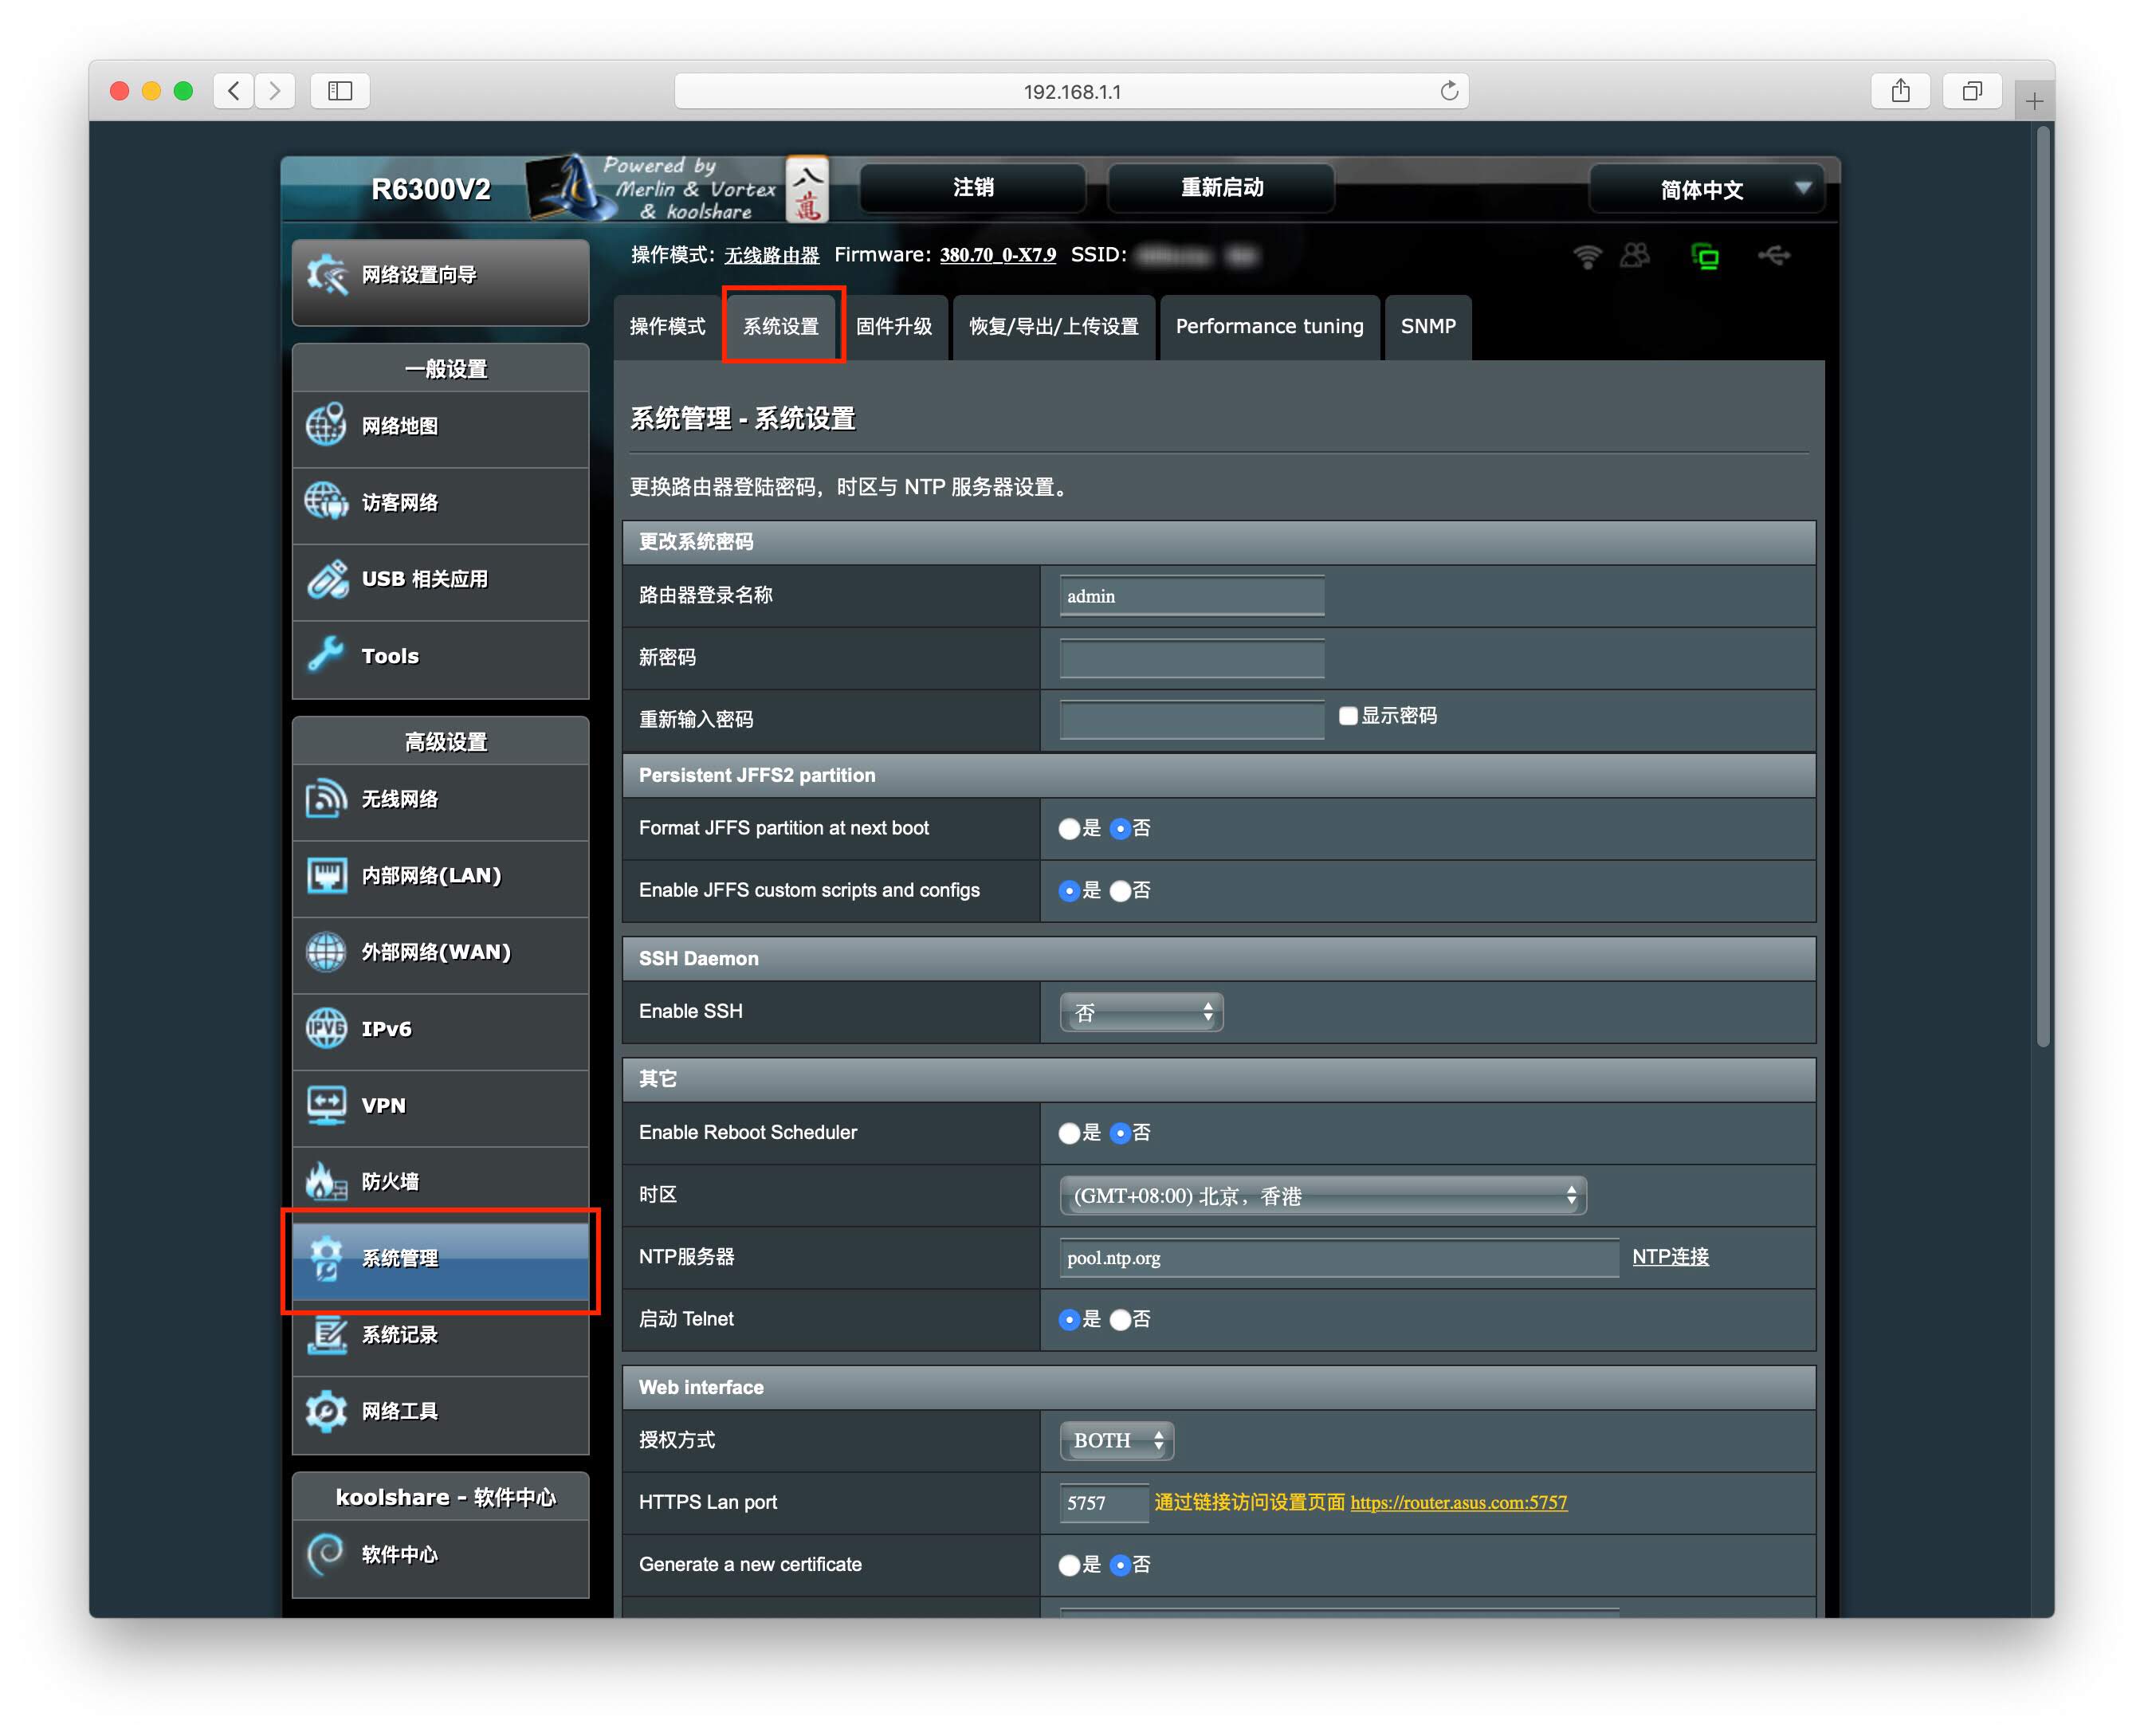 192.168.1.1
R6300V2
Powered by
Merlin & Vortex
& koolshare
八萬
注销
重新启动
简体中文
网络设置向导
操作模式: 无线路由器 Firmware: 380.70_0-X7.9 SSID:
操作模式
系统设置
固件升级
恢复/导出/上传设置
Performance tuning
SNMP
一般设置
网络地图
访客网络
USB 相关应用
Tools
高级设置
无线网络
内部网络(LAN)
外部网络(WAN)
IPv6
VPN
防火墙
系统管理
系统记录
网络工具
koolshare - 软件中心
软件中心
系统管理 - 系统设置
更换路由器登陆密码，时区与 NTP 服务器设置。
更改系统密码
路由器登录名称 admin
新密码
重新输入密码 显示密码
Persistent JFFS2 partition
Format JFFS partition at next boot 是 否
Enable JFFS custom scripts and configs 是 否
SSH Daemon
Enable SSH 否
其它
Enable Reboot Scheduler 是 否
时区 (GMT+08:00) 北京，香港
NTP服务器 pool.ntp.org NTP连接
启动 Telnet 是 否
Web interface
授权方式 BOTH
HTTPS Lan port 5757 通过链接访问设置页面 https://router.asus.com:5757
Generate a new certificate 是 否